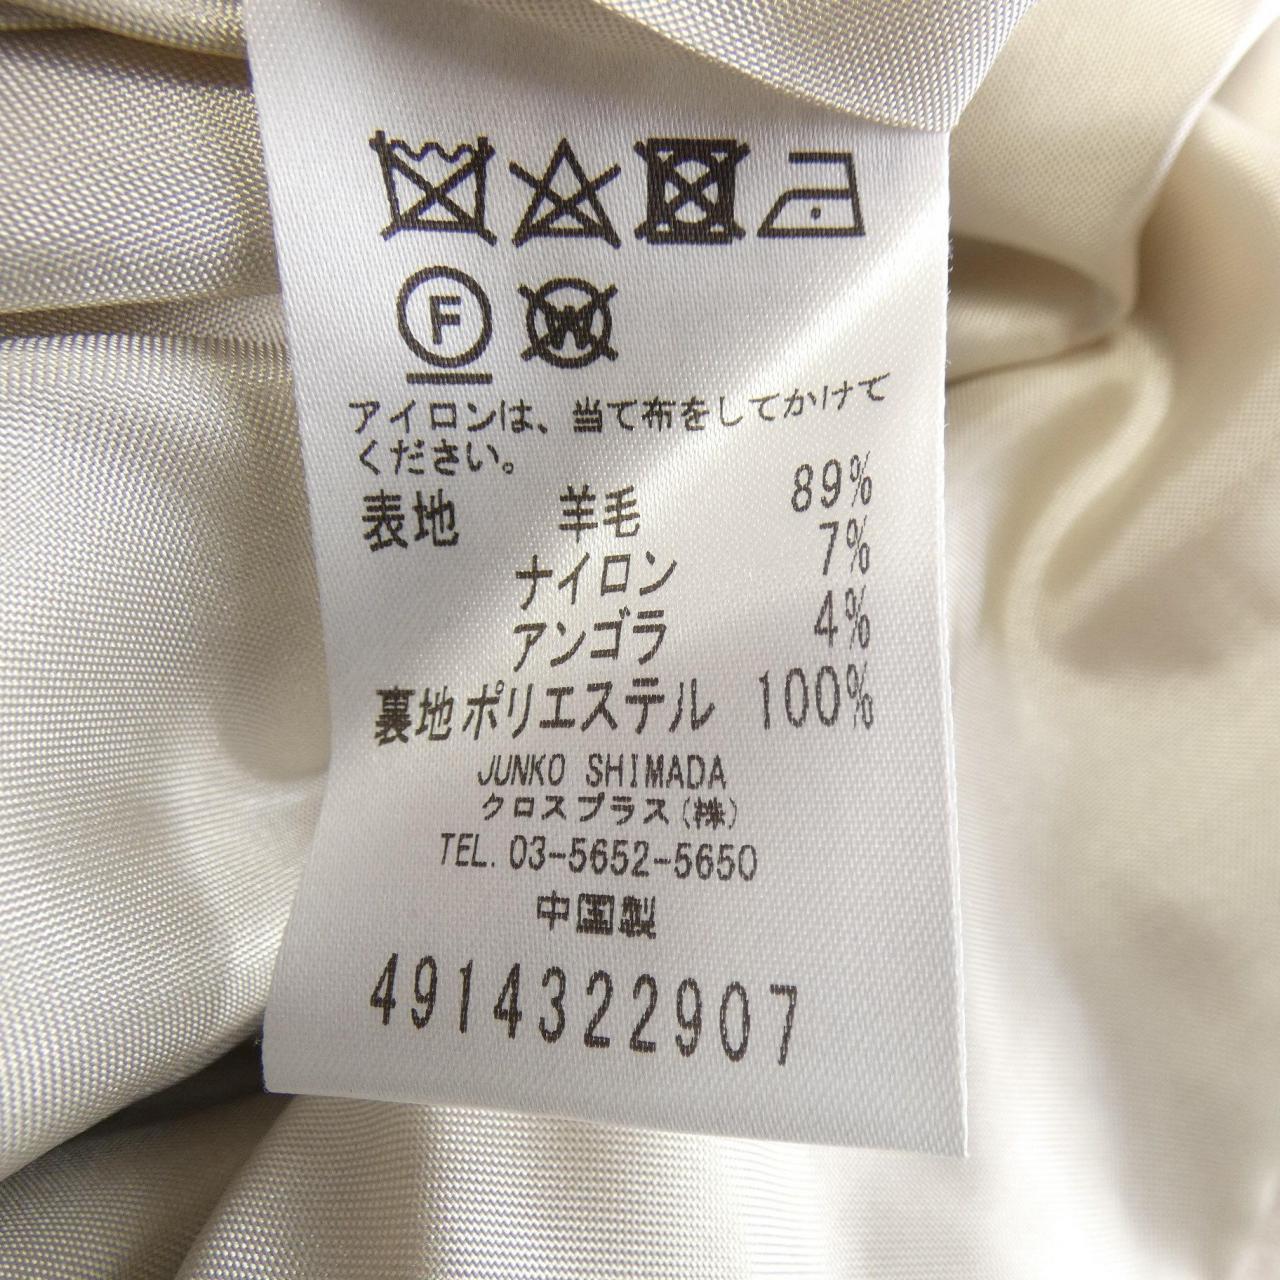 F W
アイロンは、当て布をしてかけて
ください。
表地 羊毛 89%
ナイロン 7%
アンゴラ 4%
裏地 ポリエステル 100%
JUNKO SHIMADA
クロスプラス(株)
TEL. 03-5652-5650
中国製
4914322907